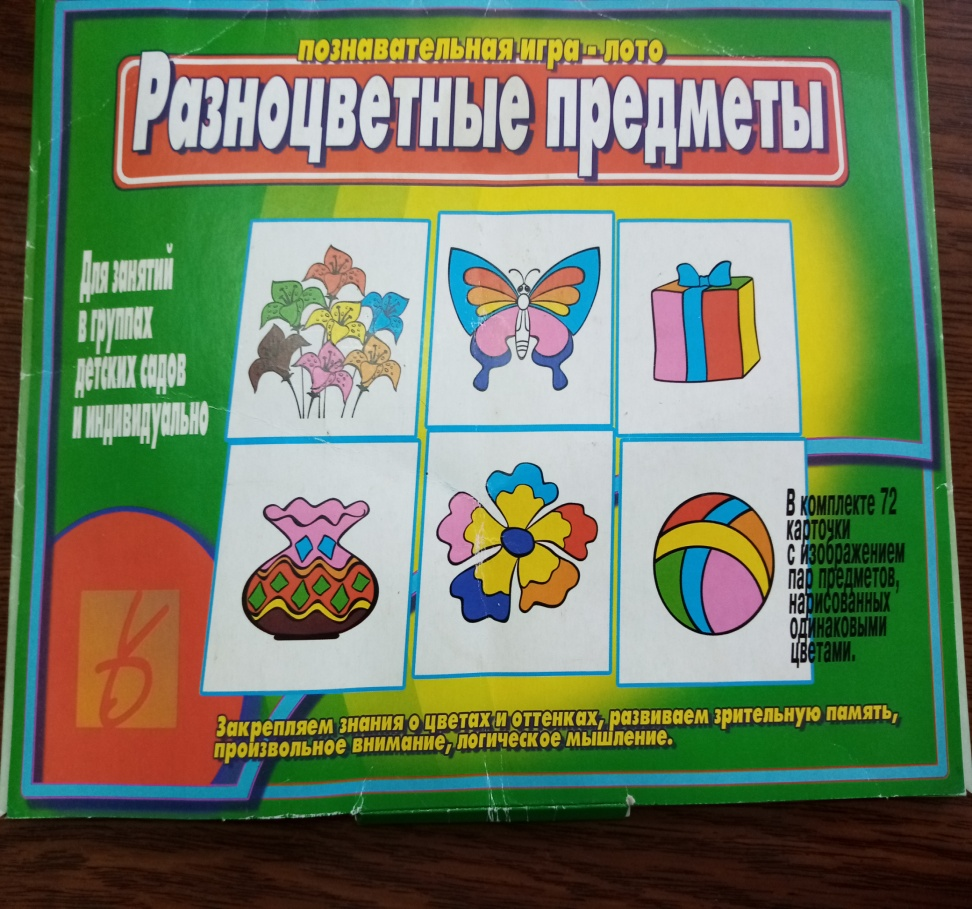 познавательная игра - лото
Разноцветные предметы
Для занятий
в группах
детских садов
и индивидуально
В комплекте 72
карточки
с изображением
пар предметов,
нарисованных
одинаковыми
цветами.
Закрепляем знания о цветах и оттенках, развиваем зрительную память,
произвольное внимание, логическое мышление.